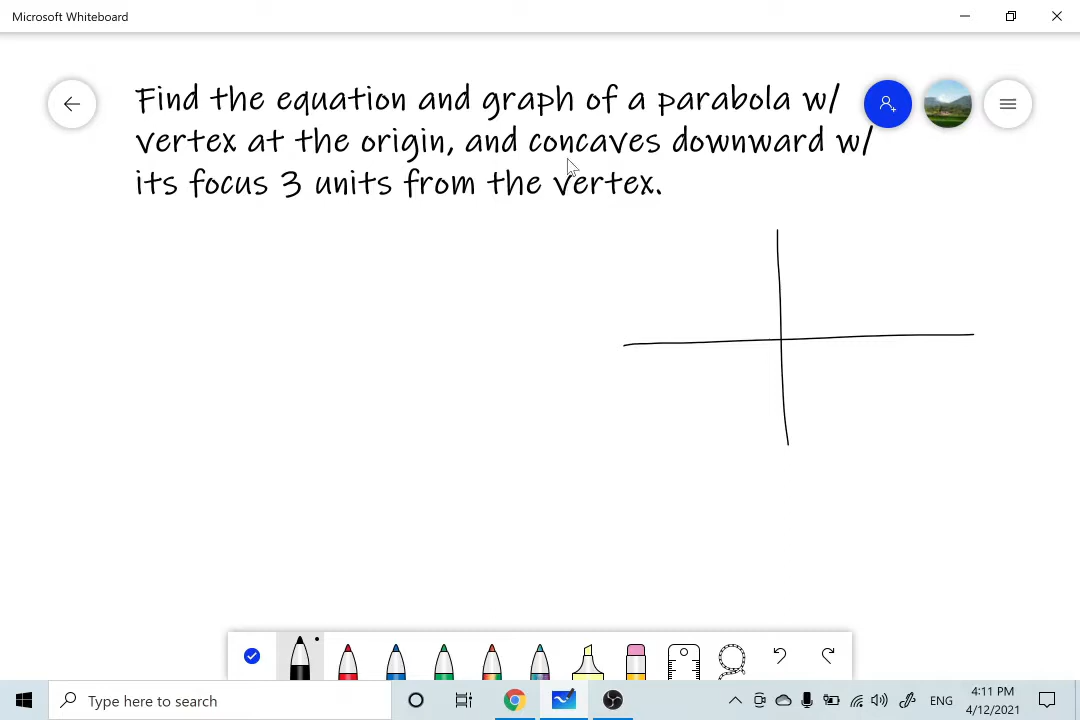 Microsoft Whiteboard
Find the equation and graph of a parabola w/
vertex at the origin, and concaves downward w/
its focus 3 units from the vertex.
Type here to search
ENG
4:11 PM
4/12/2021